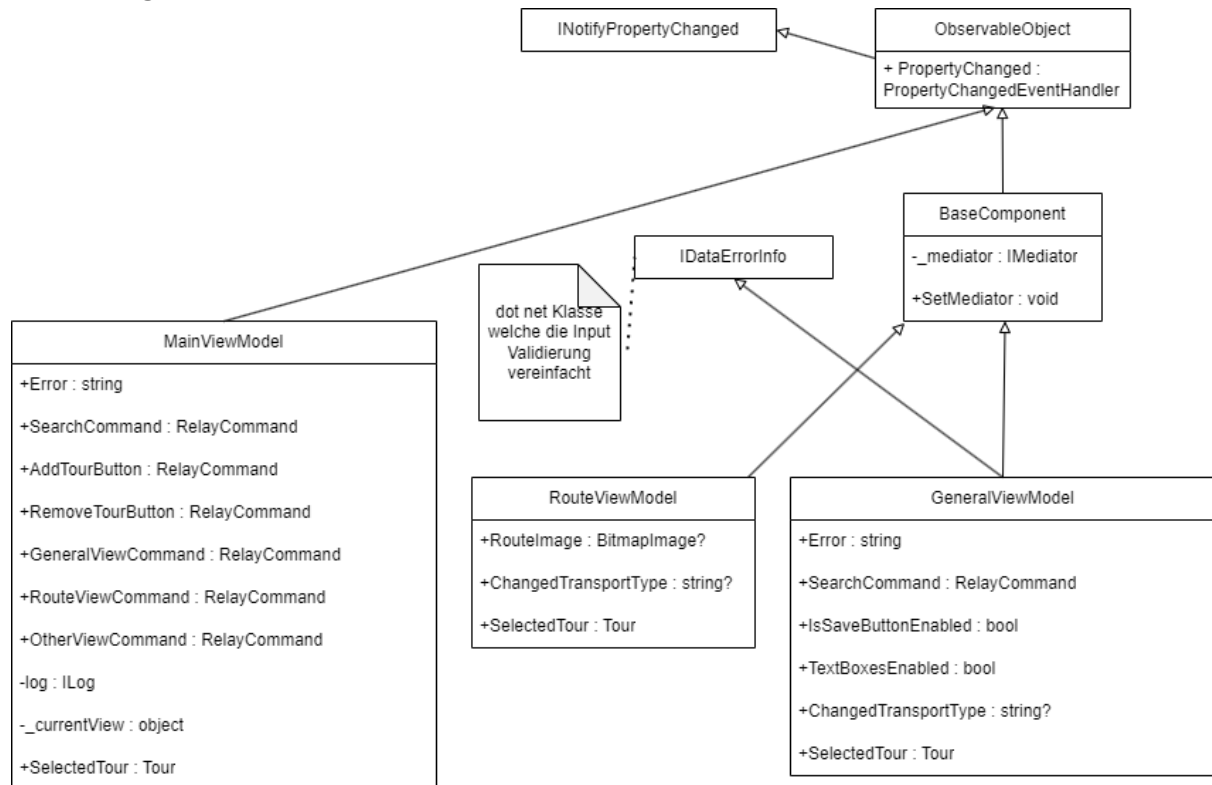 INotifyPropertyChanged
ObservableObject
+ PropertyChanged :
PropertyChangedEventHandler
BaseComponent
-_mediator : IMediator
+SetMediator : void
IDataErrorInfo
dot net Klasse
welche die Input
Validierung
vereinfacht
MainViewModel
+Error : string
+SearchCommand : RelayCommand
+AddTourButton : RelayCommand
+RemoveTourButton : RelayCommand
+GeneralViewCommand : RelayCommand
+RouteViewCommand : RelayCommand
+OtherViewCommand : RelayCommand
-log : ILog
-_currentView : object
+SelectedTour : Tour
RouteViewModel
+RouteImage : BitmapImage?
+ChangedTransportType : string?
+SelectedTour : Tour
GeneralViewModel
+Error : string
+SearchCommand : RelayCommand
+IsSaveButtonEnabled : bool
+TextBoxesEnabled : bool
+ChangedTransportType : string?
+SelectedTour : Tour